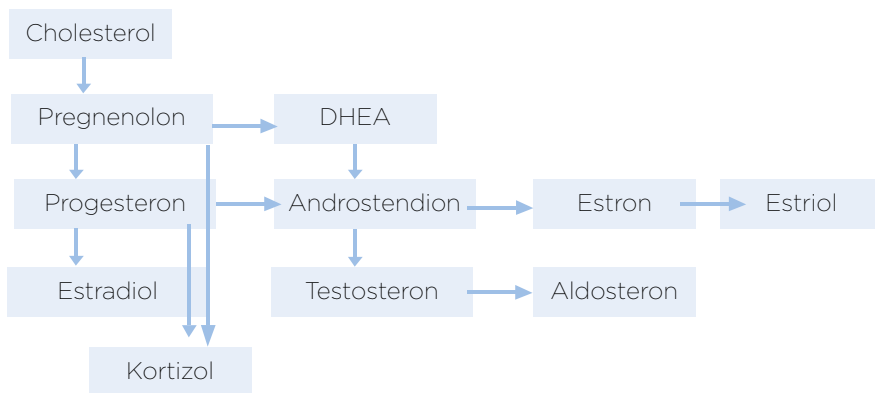 Cholesterol
Pregnenolon
DHEA
Progesteron
Androstendion
Estron
Estriol
Estradiol
Testosteron
Aldosteron
Kortizol